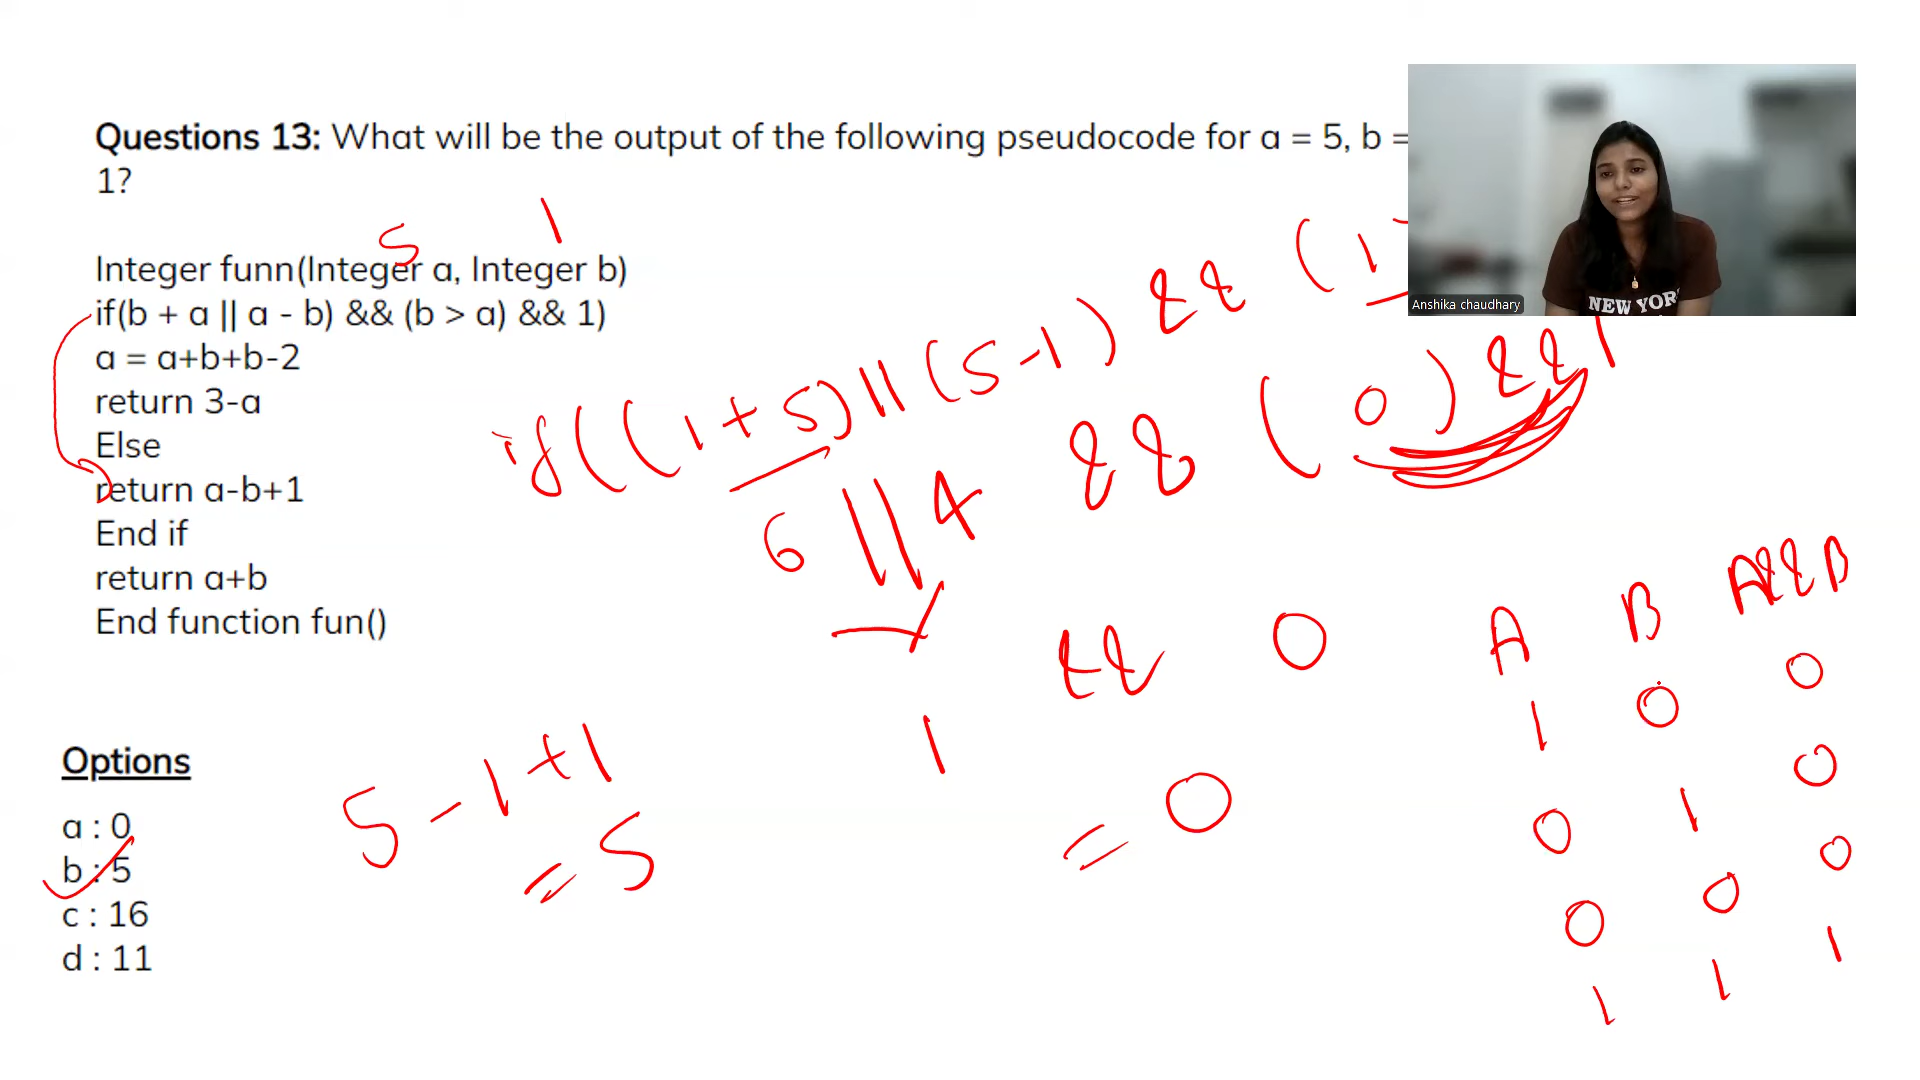 Questions 13: What will be the output of the following pseudocode for a = 5, b =
1?
5 1
Integer funn(Integer a, Integer b)
if(b + a || a - b) && (b > a) && 1)
a = a+b+b-2
return 3-a
Else
return a-b+1
End if
return a+b
End function fun()
if((1+5)||(5-1) && (1
6 || 4 && (0) && 1
1 && 0
= 0
5-1+1
= 5
A B A&&B
1 0 0
0 1 0
0 0 0
1 1 1
Options
a : 0
b : 5
c : 16
d : 11
Anshika chaudhary
NEW YOR